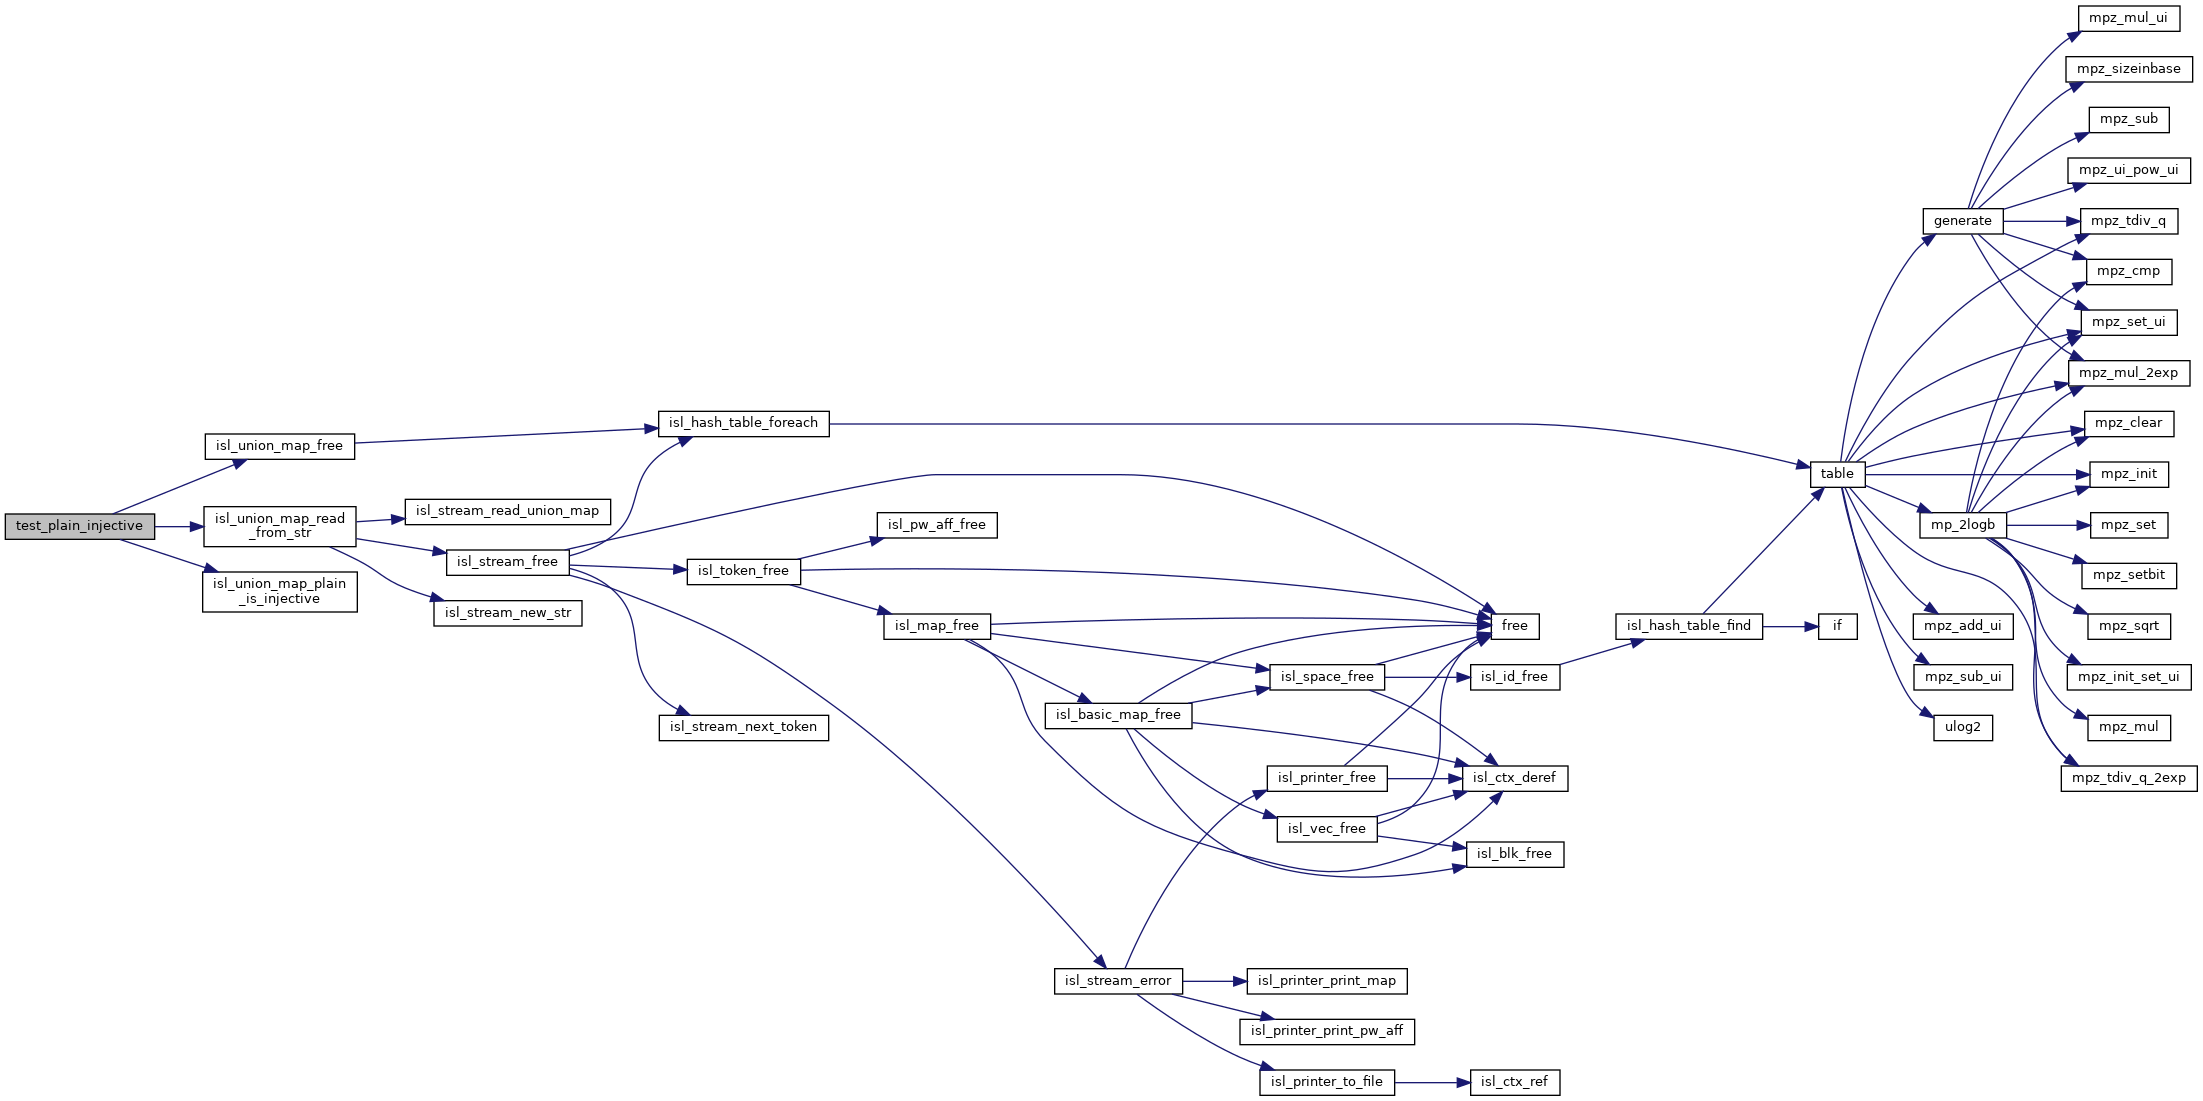 test_plain_injective
isl_union_map_free
isl_union_map_read
_from_str
isl_union_map_plain
_is_injective
isl_stream_read_union_map
isl_stream_free
isl_stream_new_str
isl_hash_table_foreach
isl_token_free
isl_stream_next_token
isl_pw_aff_free
isl_map_free
isl_basic_map_free
isl_stream_error
isl_space_free
isl_printer_free
isl_vec_free
isl_printer_print_map
isl_printer_print_pw_aff
isl_printer_to_file
free
isl_id_free
isl_ctx_deref
isl_blk_free
isl_ctx_ref
isl_hash_table_find
table
if
generate
mp_2logb
mpz_add_ui
mpz_sub_ui
ulog2
mpz_mul_ui
mpz_sizeinbase
mpz_sub
mpz_ui_pow_ui
mpz_tdiv_q
mpz_cmp
mpz_set_ui
mpz_mul_2exp
mpz_clear
mpz_init
mpz_set
mpz_setbit
mpz_sqrt
mpz_init_set_ui
mpz_mul
mpz_tdiv_q_2exp